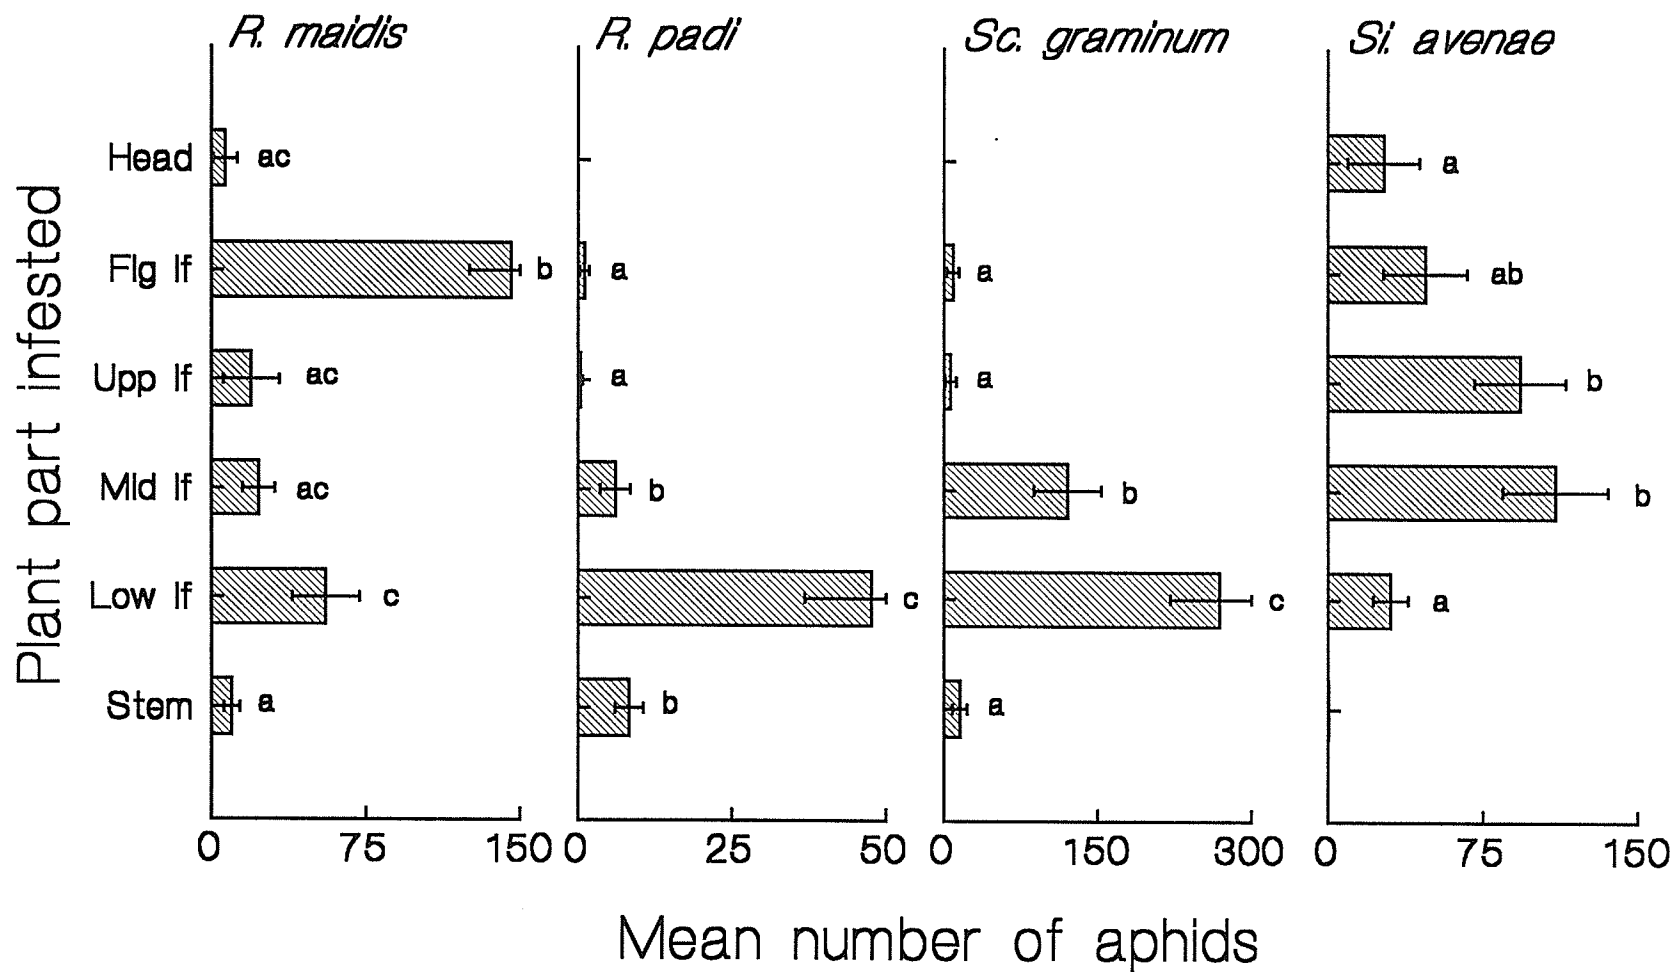 R. maidis R. padi Sc. graminum Si. avenae
Plant part infested
Head ac a
Flg lf b a a ab
Upp lf ac a a b
Mid lf ac b b b
Low lf c c c a
Stem a b a
0 75 150 0 25 50 0 150 300 0 75 150
Mean number of aphids